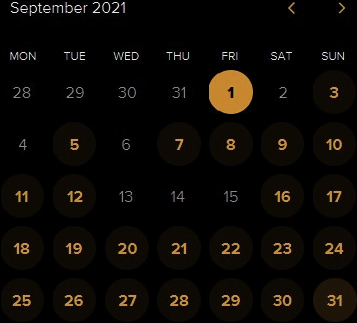 September 2021 < >
MON TUE WED THU FRI SAT SUN
28 29 30 31 1 2 3
4 5 6 7 8 9 10
11 12 13 14 15 16 17
18 19 20 21 22 23 24
25 26 27 28 29 30 31